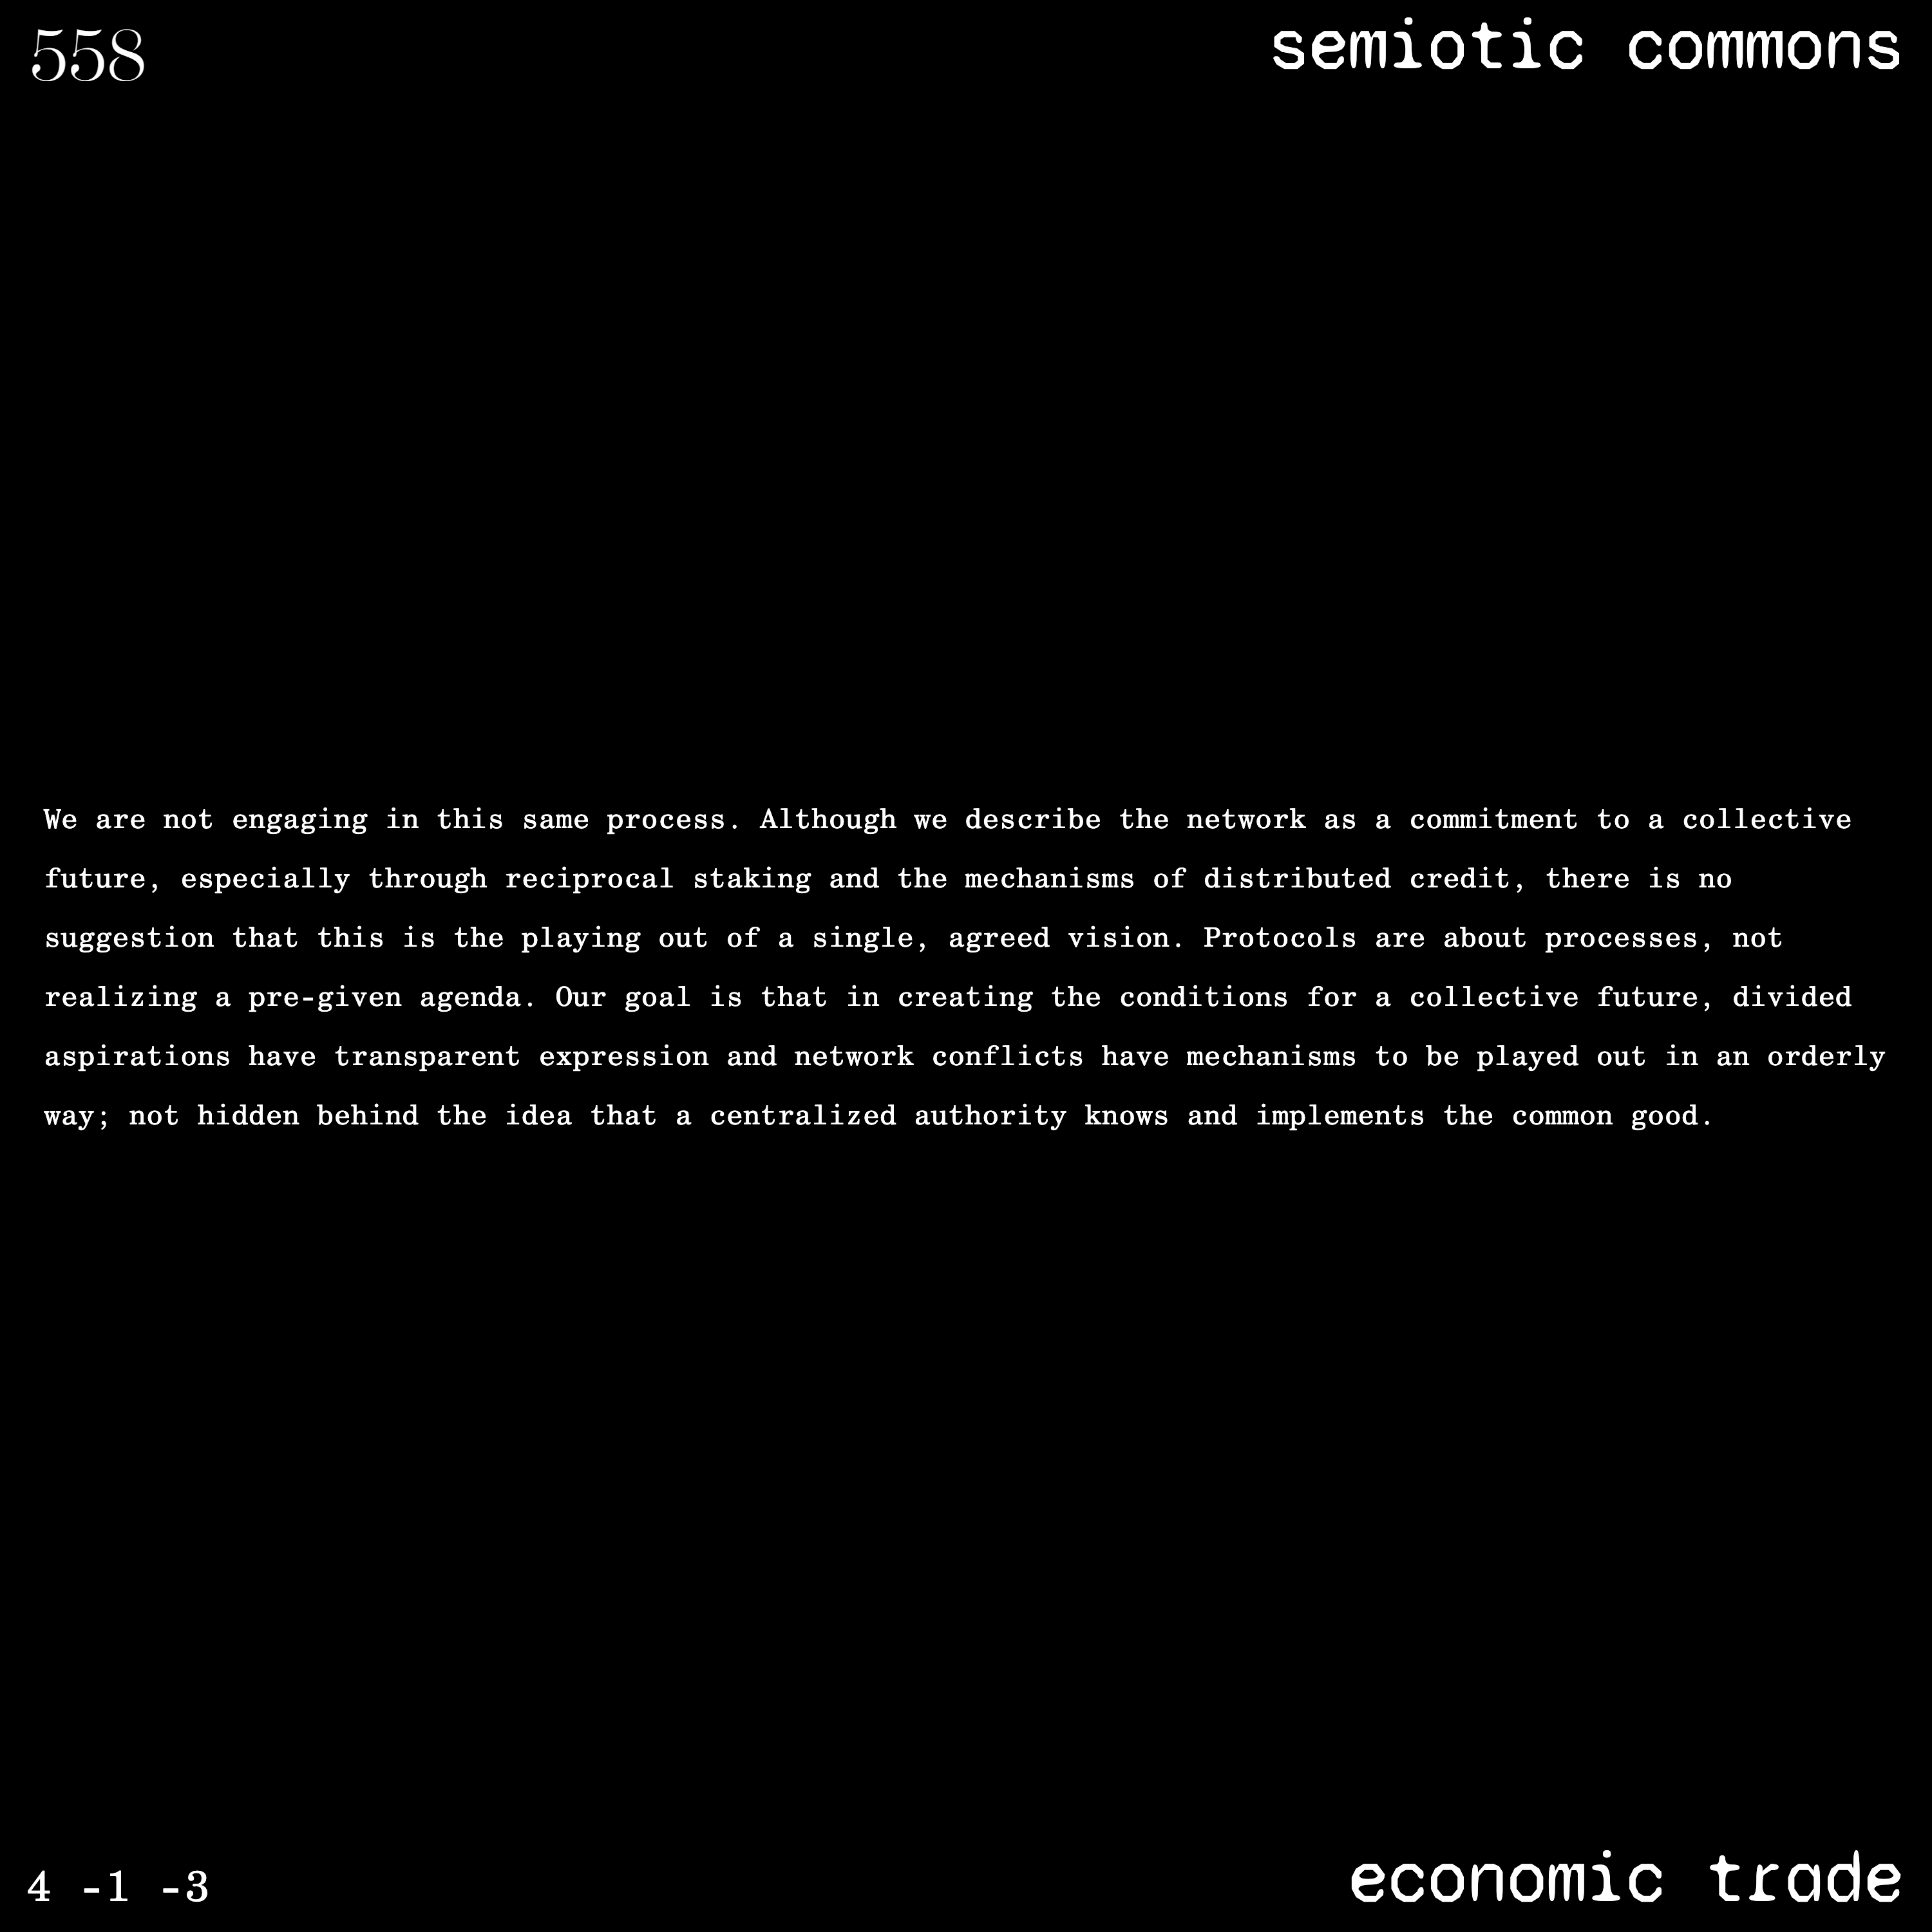 558
semiotic commons
We are not engaging in this same process. Although we describe the network as a commitment to a collective
future, especially through reciprocal staking and the mechanisms of distributed credit, there is no
suggestion that this is the playing out of a single, agreed vision. Protocols are about processes, not
realizing a pre-given agenda. Our goal is that in creating the conditions for a collective future, divided
aspirations have transparent expression and network conflicts have mechanisms to be played out in an orderly
way; not hidden behind the idea that a centralized authority knows and implements the common good.
4 -1 -3
economic trade